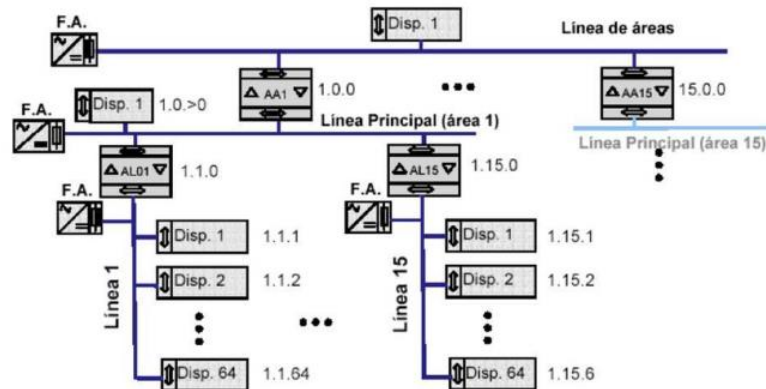 Disp. 1
Línea de áreas
F.A.
AA1
1.0.0
AA15
15.0.0
F.A.
Disp. 1
1.0.>0
Línea Principal (área 1)
Línea Principal (área 15)
AL01
1.1.0
AL15
1.15.0
F.A.
F.A.
Disp. 1
1.1.1
Disp. 1
1.15.1
Línea 1
Disp. 2
1.1.2
Línea 15
Disp. 2
1.15.2
Disp. 64
1.1.64
Disp. 64
1.15.6